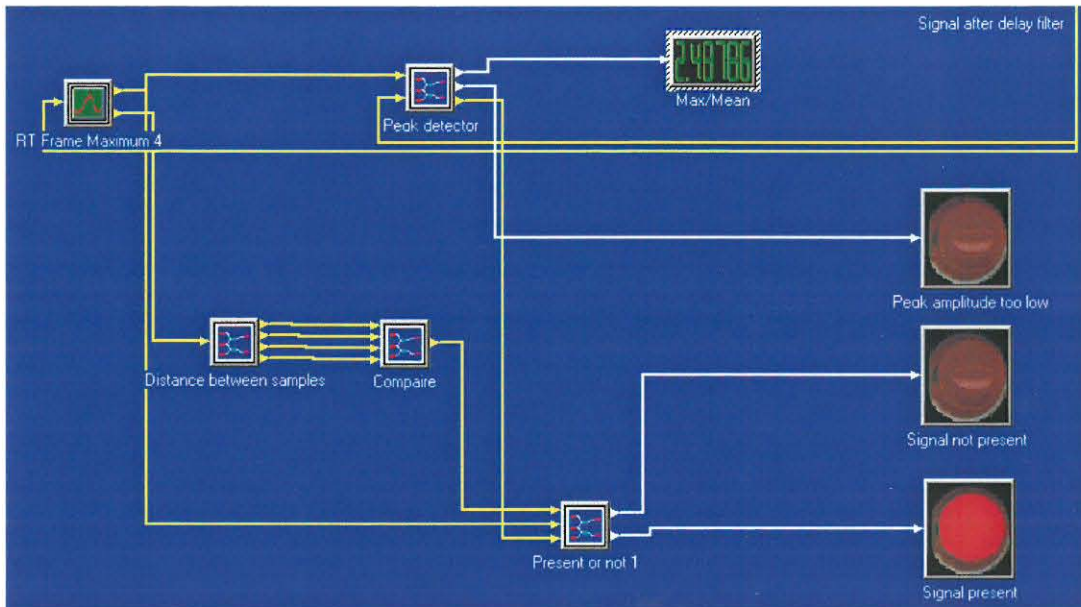 Signal after delay filter
2.48786
Max/Mean
Peak detector
RT Frame Maximum 4
Peak amplitude too low
Distance between samples
Compaire
Signal not present
Present or not 1
Signal present